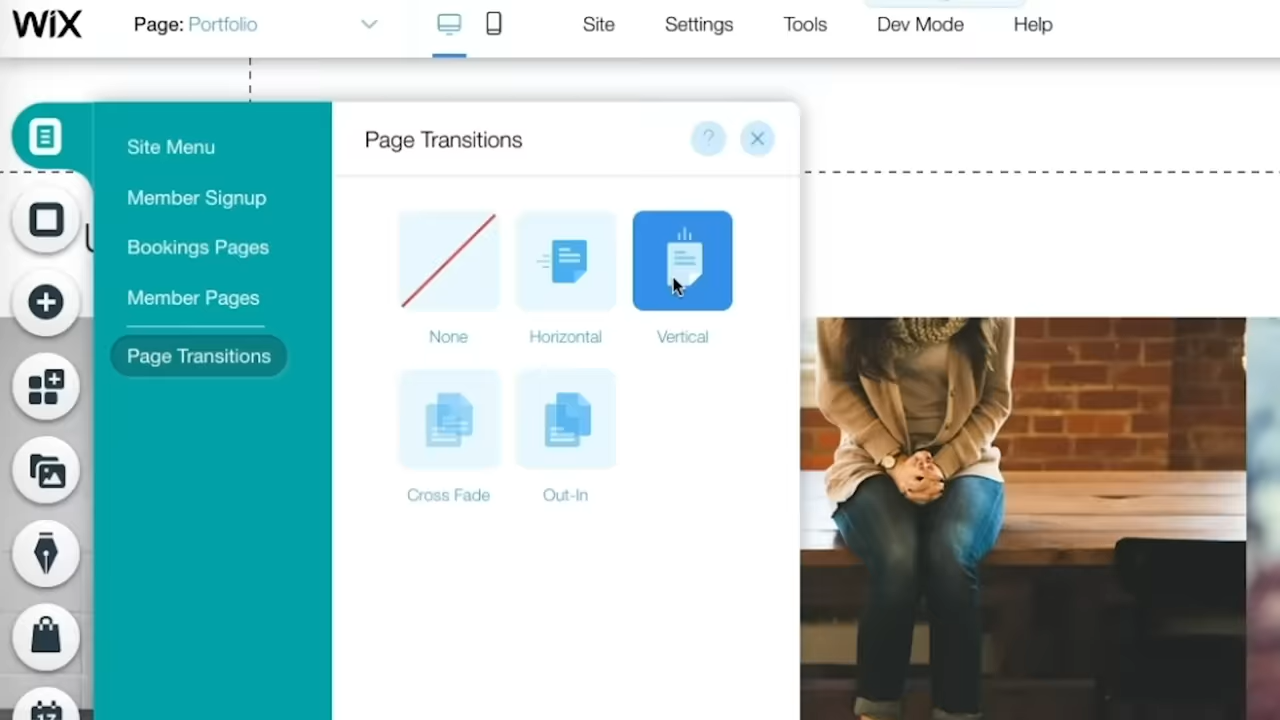 WiX
Page: Portfolio
Site
Settings
Tools
Dev Mode
Help
Site Menu
Member Signup
Bookings Pages
Member Pages
Page Transitions
Page Transitions
?
None
Horizontal
Vertical
Cross Fade
Out-In
17